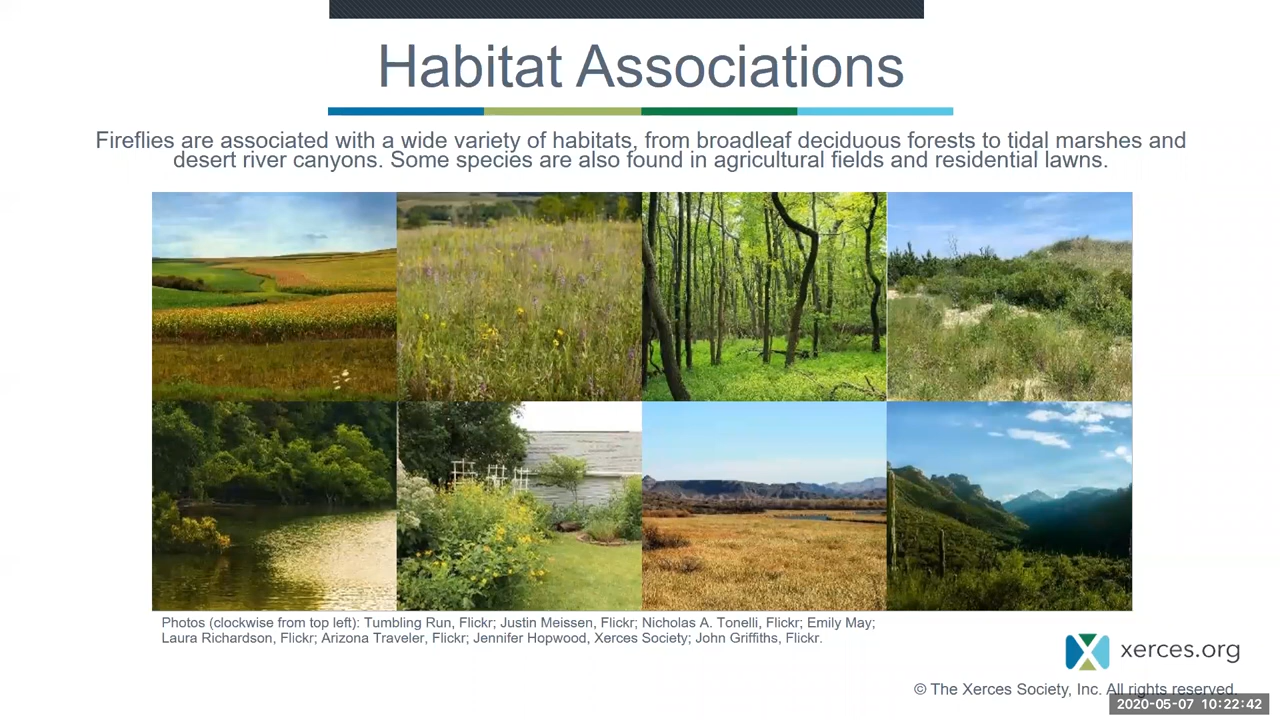 Habitat Associations
Fireflies are associated with a wide variety of habitats, from broadleaf deciduous forests to tidal marshes and
desert river canyons. Some species are also found in agricultural fields and residential lawns.
Photos (clockwise from top left): Tumbling Run, Flickr; Justin Meissen, Flickr; Nicholas A. Tonelli, Flickr; Emily May;
Laura Richardson, Flickr; Arizona Traveler, Flickr; Jennifer Hopwood, Xerces Society; John Griffiths, Flickr.
xerces.org
© The Xerces Society, Inc. All rights reserved.
2020-05-07 10:22:42